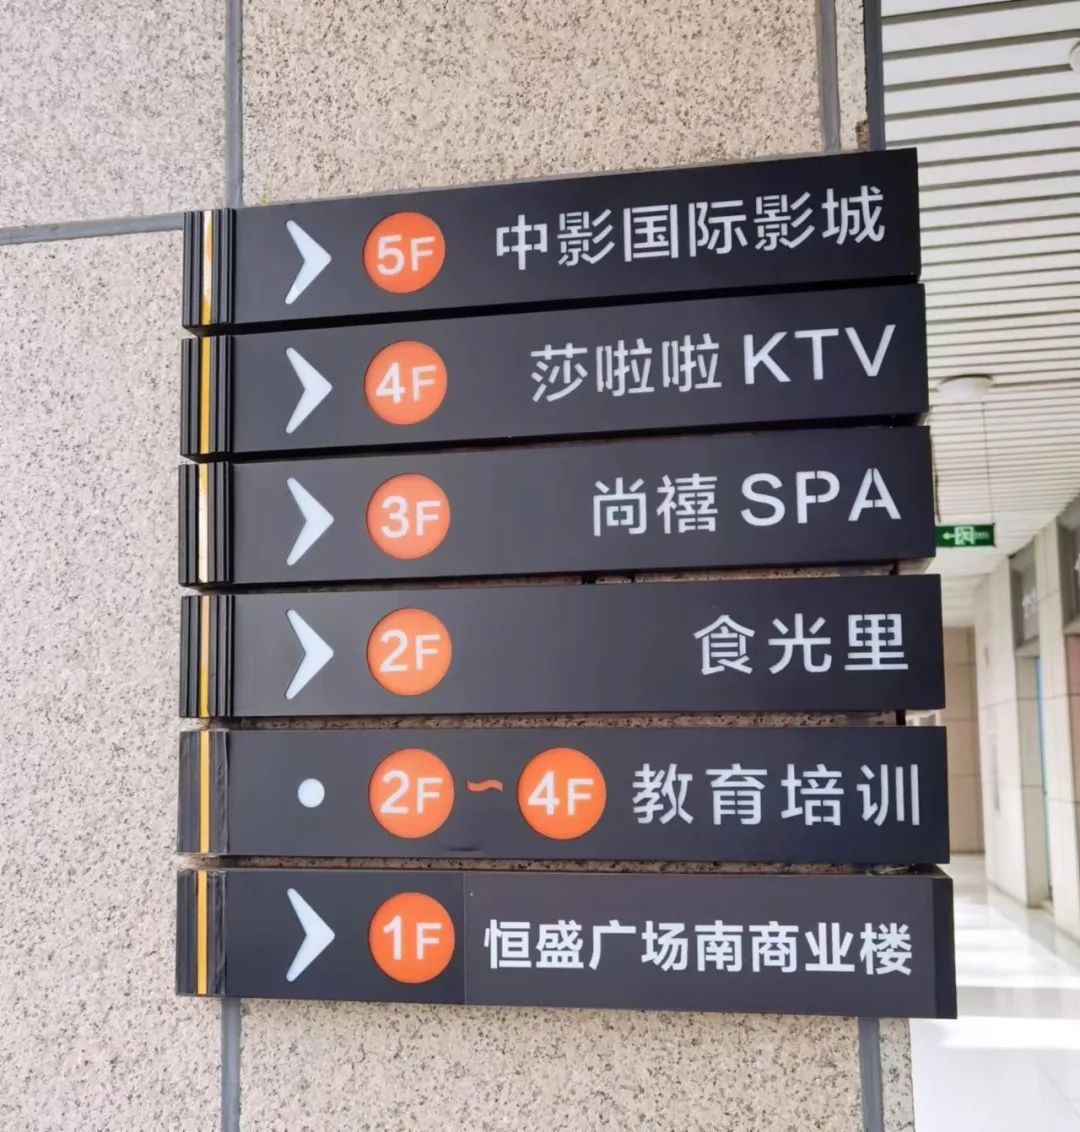 5F 中影国际影城
4F 莎啦啦 KTV
3F 尚禧 SPA
2F 食光里
2F ~ 4F 教育培训
1F 恒盛广场南商业楼